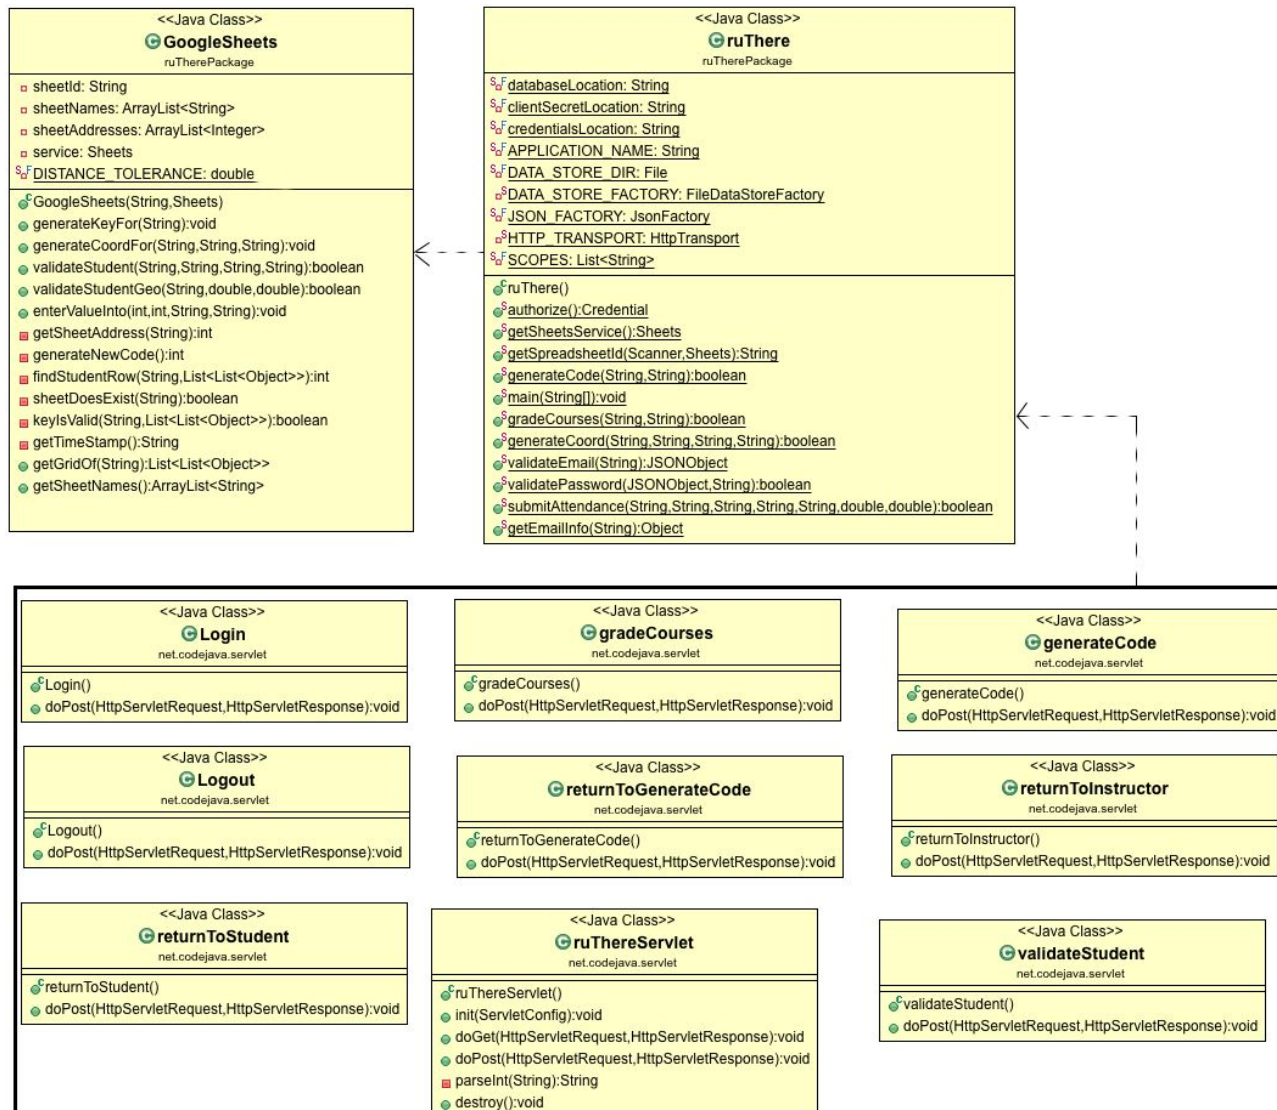 <<Java Class>>
GoogleSheets
ruTherePackage
sheetId: String
sheetNames: ArrayList<String>
sheetAddresses: ArrayList<Integer>
service: Sheets
DISTANCE_TOLERANCE: double
GoogleSheets(String,Sheets)
generateKeyFor(String):void
generateCoordFor(String,String,String):void
validateStudent(String,String,String,String):boolean
validateStudentGeo(String,double,double):boolean
enterValueInto(int,int,String,String):void
getSheetAddress(String):int
generateNewCode():int
findStudentRow(String,List<List<Object>>):int
sheetDoesExist(String):boolean
keyIsValid(String,List<List<Object>>):boolean
getTimeStamp():String
getGridOf(String):List<List<Object>>
getSheetNames():ArrayList<String>
<<Java Class>>
ruThere
ruTherePackage
databaseLocation: String
clientSecretLocation: String
credentialsLocation: String
APPLICATION_NAME: String
DATA_STORE_DIR: File
DATA_STORE_FACTORY: FileDataStoreFactory
JSON_FACTORY: JsonFactory
HTTP_TRANSPORT: HttpTransport
SCOPES: List<String>
ruThere()
authorize():Credential
getSheetsService():Sheets
getSpreadsheetId(Scanner,Sheets):String
generateCode(String,String):boolean
main(String[]):void
gradeCourses(String,String):boolean
generateCoord(String,String,String,String):boolean
validateEmail(String):JSONObject
validatePassword(JSONObject,String):boolean
submitAttendance(String,String,String,String,String,double,double):boolean
getEmailInfo(String):Object
<<Java Class>>
Login
net.codejava.servlet
Login()
doPost(HttpServletRequest,HttpServletResponse):void
<<Java Class>>
gradeCourses
net.codejava.servlet
gradeCourses()
doPost(HttpServletRequest,HttpServletResponse):void
<<Java Class>>
generateCode
net.codejava.servlet
generateCode()
doPost(HttpServletRequest,HttpServletResponse):void
<<Java Class>>
Logout
net.codejava.servlet
Logout()
doPost(HttpServletRequest,HttpServletResponse):void
<<Java Class>>
returnToGenerateCode
net.codejava.servlet
returnToGenerateCode()
doPost(HttpServletRequest,HttpServletResponse):void
<<Java Class>>
returnToInstructor
net.codejava.servlet
returnToInstructor()
doPost(HttpServletRequest,HttpServletResponse):void
<<Java Class>>
returnToStudent
net.codejava.servlet
returnToStudent()
doPost(HttpServletRequest,HttpServletResponse):void
<<Java Class>>
ruThereServlet
net.codejava.servlet
ruThereServlet()
init(ServletConfig):void
doGet(HttpServletRequest,HttpServletResponse):void
doPost(HttpServletRequest,HttpServletResponse):void
parseInt(String):String
destroy():void
<<Java Class>>
validateStudent
net.codejava.servlet
validateStudent()
doPost(HttpServletRequest,HttpServletResponse):void